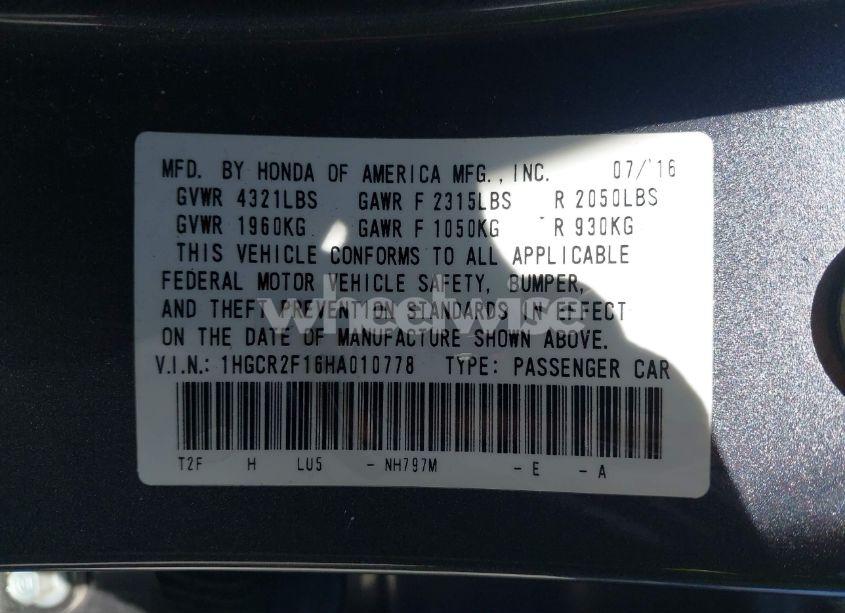 MFD. BY HONDA OF AMERICA MFG., INC. 07/'16
GVWR 4321LBS GAWR F 2315LBS R 2050LBS
GVWR 1960KG GAWR F 1050KG R 930KG
THIS VEHICLE CONFORMS TO ALL APPLICABLE
FEDERAL MOTOR VEHICLE SAFETY, BUMPER,
AND THEFT PREVENTION STANDARDS IN EFFECT
wheelwise
ON THE DATE OF MANUFACTURE SHOWN ABOVE.
V.I.N.: 1HGCR2F16HA010778 TYPE: PASSENGER CAR
T2F H LU5 - NH797M - E - A